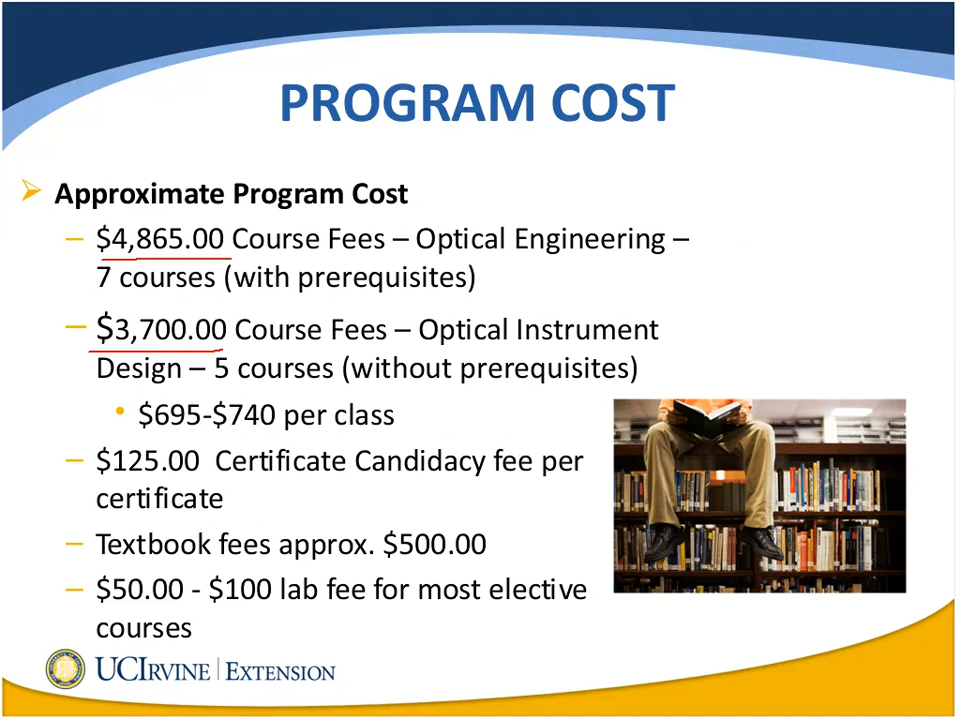 PROGRAM COST
Approximate Program Cost
– $4,865.00 Course Fees – Optical Engineering –
7 courses (with prerequisites)
– $3,700.00 Course Fees – Optical Instrument
Design – 5 courses (without prerequisites)
• $695-$740 per class
– $125.00 Certificate Candidacy fee per
certificate
– Textbook fees approx. $500.00
– $50.00 - $100 lab fee for most elective
courses
UCIRVINE | EXTENSION